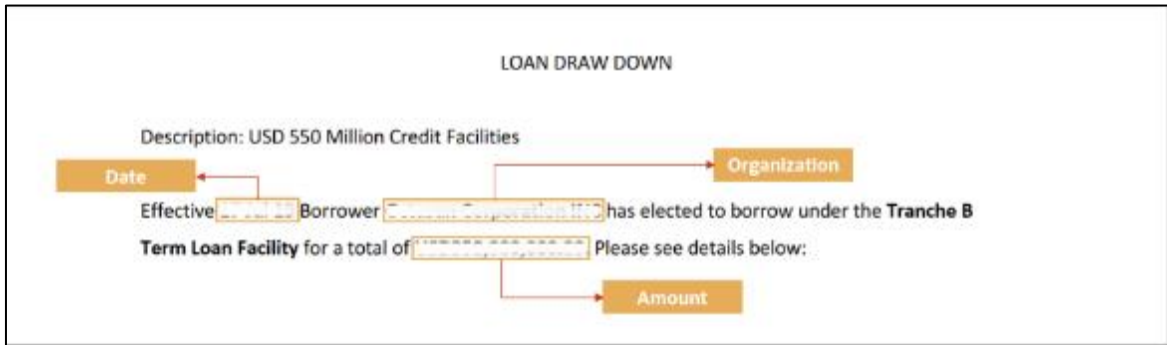 LOAN DRAW DOWN
Description: USD 550 Million Credit Facilities
Organization
Date
Effective Borrower has elected to borrow under the Tranche B
Term Loan Facility for a total of Please see details below:
Amount